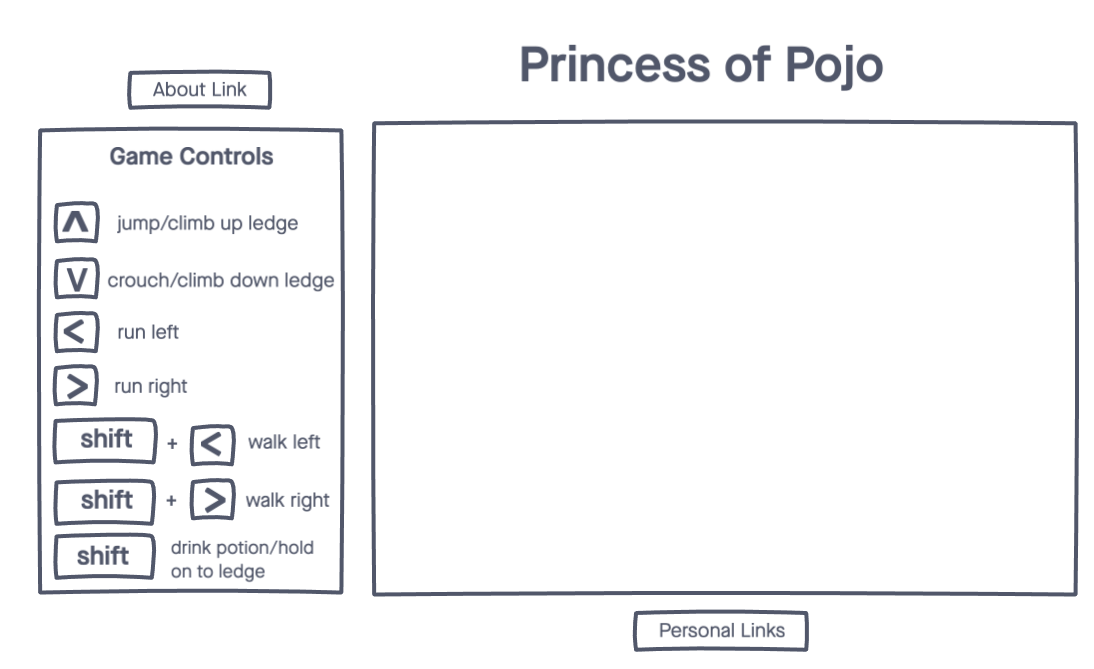 Princess of Pojo
About Link
Game Controls
Λ jump/climb up ledge
V crouch/climb down ledge
< run left
> run right
shift + < walk left
shift + > walk right
shift drink potion/hold
on to ledge
Personal Links